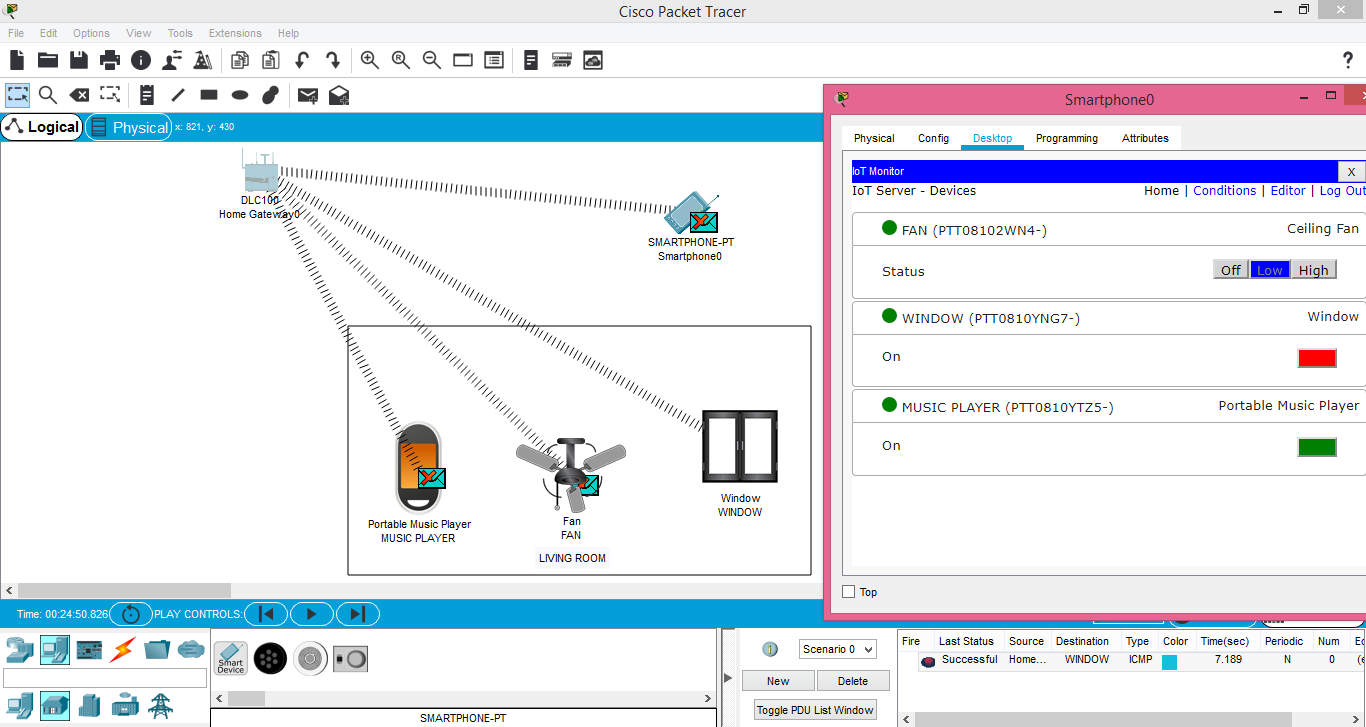 Cisco Packet Tracer
File Edit Options View Tools Extensions Help
Logical Physical x: 821, y: 430
DLC100
Home Gateway0
SMARTPHONE-PT
Smartphone0
Portable Music Player
MUSIC PLAYER
Fan
FAN
Window
WINDOW
LIVING ROOM
Smartphone0
Physical Config Desktop Programming Attributes
IoT Monitor X
IoT Server - Devices Home | Conditions | Editor | Log Out
FAN (PTT08102WN4-) Ceiling Fan
Status Off Low High
WINDOW (PTT0810YNG7-) Window
On
MUSIC PLAYER (PTT0810YTZ5-) Portable Music Player
On
Top
Time: 00:24:50.826 PLAY CONTROLS:
Smart
Device
SMARTPHONE-PT
Scenario 0
New Delete
Toggle PDU List Window
Fire Last Status Source Destination Type Color Time(sec) Periodic Num
Successful Home... WINDOW ICMP 7.189 N 0